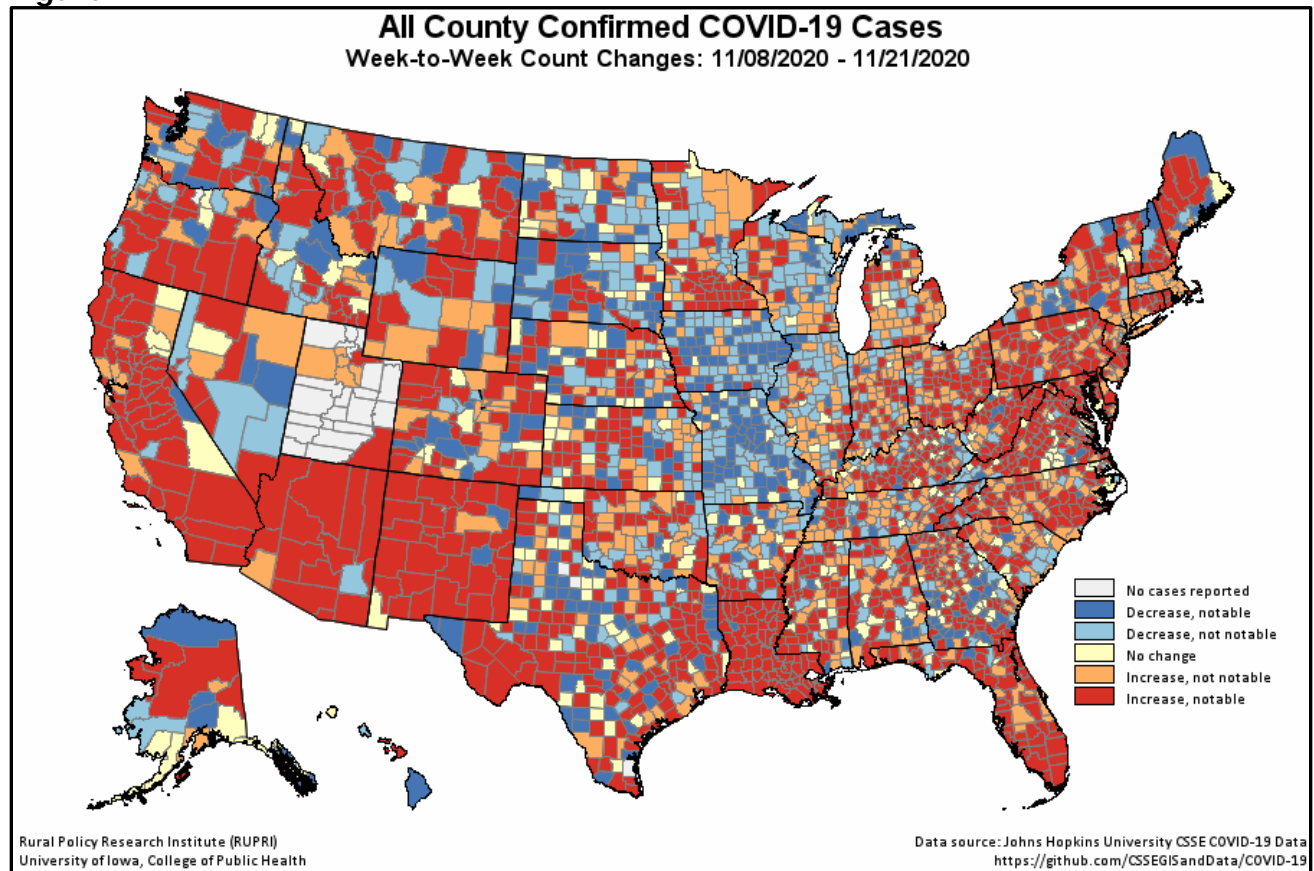 All County Confirmed COVID-19 Cases
Week-to-Week Count Changes: 11/08/2020 - 11/21/2020
No cases reported
Decrease, notable
Decrease, not notable
No change
Increase, not notable
Increase, notable
Rural Policy Research Institute (RUPRI)
University of Iowa, College of Public Health
Data source: Johns Hopkins University CSSE COVID-19 Data
https://github.com/CSSEGISandData/COVID-19